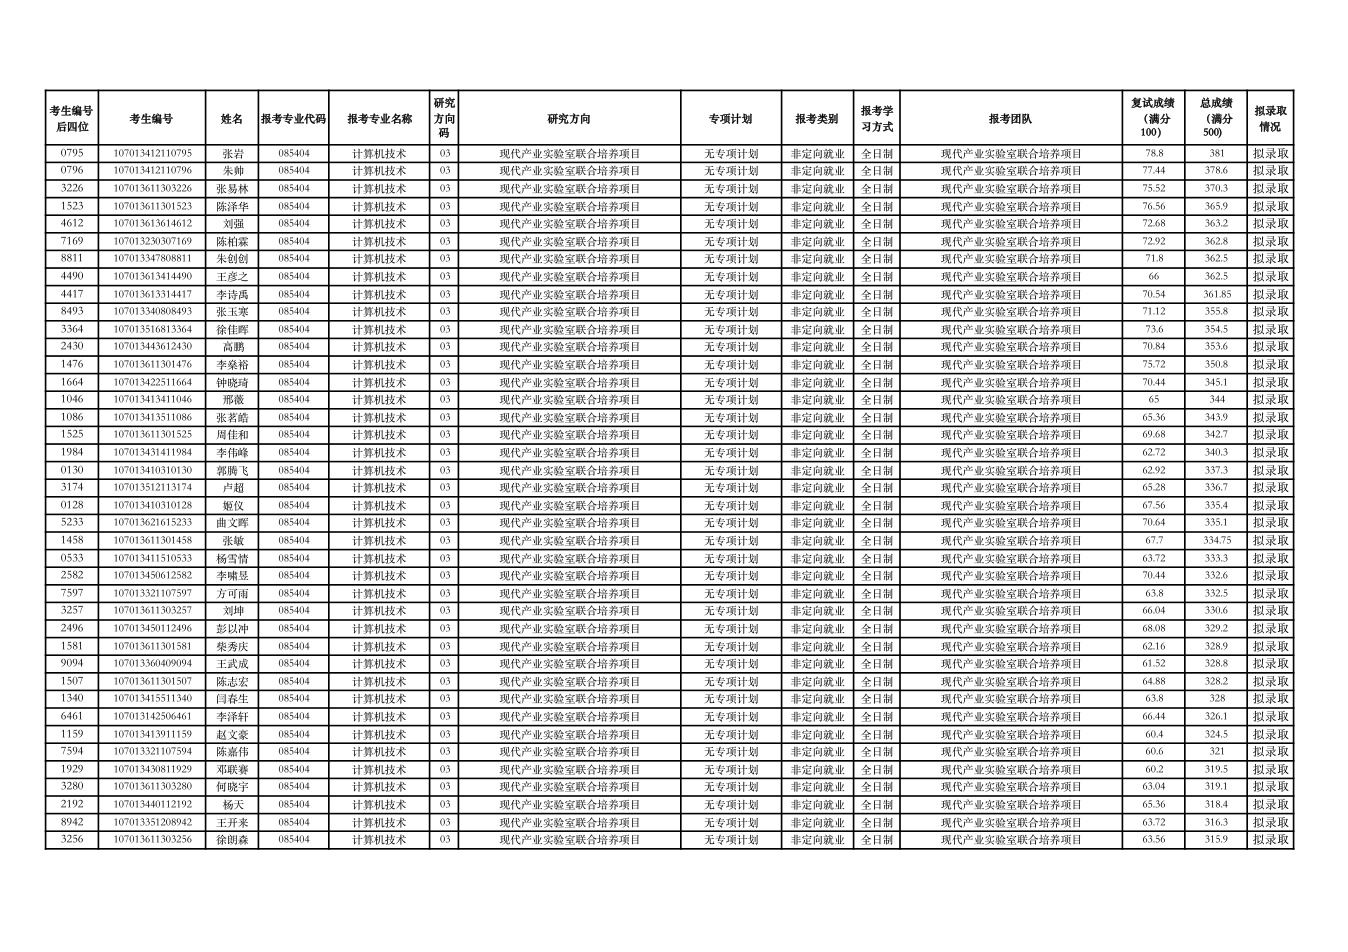 考生编号后四位 考生编号 姓名 报考专业代码 报考专业名称 研究方向码 研究方向 专项计划 报考类别 报考学习方式 报考团队 复试成绩（满分100） 总成绩（满分500) 拟录取情况
0795 107013412110795 张岩 085404 计算机技术 03 现代产业实验室联合培养项目 无专项计划 非定向就业 全日制 现代产业实验室联合培养项目 78.8 381 拟录取
0796 107013412110796 朱帅 085404 计算机技术 03 现代产业实验室联合培养项目 无专项计划 非定向就业 全日制 现代产业实验室联合培养项目 77.44 378.6 拟录取
3226 107013611303226 张易林 085404 计算机技术 03 现代产业实验室联合培养项目 无专项计划 非定向就业 全日制 现代产业实验室联合培养项目 75.52 370.3 拟录取
1523 107013611301523 陈泽华 085404 计算机技术 03 现代产业实验室联合培养项目 无专项计划 非定向就业 全日制 现代产业实验室联合培养项目 76.56 365.9 拟录取
4612 107013613614612 刘强 085404 计算机技术 03 现代产业实验室联合培养项目 无专项计划 非定向就业 全日制 现代产业实验室联合培养项目 72.68 363.2 拟录取
7169 107013230307169 陈柏霖 085404 计算机技术 03 现代产业实验室联合培养项目 无专项计划 非定向就业 全日制 现代产业实验室联合培养项目 72.92 362.8 拟录取
8811 107013347808811 朱创创 085404 计算机技术 03 现代产业实验室联合培养项目 无专项计划 非定向就业 全日制 现代产业实验室联合培养项目 71.8 362.5 拟录取
4490 107013613414490 王彦之 085404 计算机技术 03 现代产业实验室联合培养项目 无专项计划 非定向就业 全日制 现代产业实验室联合培养项目 66 362.5 拟录取
4417 107013613314417 李诗禹 085404 计算机技术 03 现代产业实验室联合培养项目 无专项计划 非定向就业 全日制 现代产业实验室联合培养项目 70.54 361.85 拟录取
8493 107013340808493 张玉寒 085404 计算机技术 03 现代产业实验室联合培养项目 无专项计划 非定向就业 全日制 现代产业实验室联合培养项目 71.12 355.8 拟录取
3364 107013516813364 徐佳晖 085404 计算机技术 03 现代产业实验室联合培养项目 无专项计划 非定向就业 全日制 现代产业实验室联合培养项目 73.6 354.5 拟录取
2430 107013443612430 高鹏 085404 计算机技术 03 现代产业实验室联合培养项目 无专项计划 非定向就业 全日制 现代产业实验室联合培养项目 70.84 353.6 拟录取
1476 107013611301476 李燊裕 085404 计算机技术 03 现代产业实验室联合培养项目 无专项计划 非定向就业 全日制 现代产业实验室联合培养项目 75.72 350.8 拟录取
1664 107013422511664 钟晓琦 085404 计算机技术 03 现代产业实验室联合培养项目 无专项计划 非定向就业 全日制 现代产业实验室联合培养项目 70.44 345.1 拟录取
1046 107013413411046 邢薇 085404 计算机技术 03 现代产业实验室联合培养项目 无专项计划 非定向就业 全日制 现代产业实验室联合培养项目 65 344 拟录取
1086 107013413511086 张茗皓 085404 计算机技术 03 现代产业实验室联合培养项目 无专项计划 非定向就业 全日制 现代产业实验室联合培养项目 65.36 343.9 拟录取
1525 107013611301525 周佳和 085404 计算机技术 03 现代产业实验室联合培养项目 无专项计划 非定向就业 全日制 现代产业实验室联合培养项目 69.68 342.7 拟录取
1984 107013431411984 李伟峰 085404 计算机技术 03 现代产业实验室联合培养项目 无专项计划 非定向就业 全日制 现代产业实验室联合培养项目 62.72 340.3 拟录取
0130 107013410310130 郭腾飞 085404 计算机技术 03 现代产业实验室联合培养项目 无专项计划 非定向就业 全日制 现代产业实验室联合培养项目 62.92 337.3 拟录取
3174 107013512113174 卢超 085404 计算机技术 03 现代产业实验室联合培养项目 无专项计划 非定向就业 全日制 现代产业实验室联合培养项目 65.28 336.7 拟录取
0128 107013410310128 姬仪 085404 计算机技术 03 现代产业实验室联合培养项目 无专项计划 非定向就业 全日制 现代产业实验室联合培养项目 67.56 335.4 拟录取
5233 107013621615233 曲文晖 085404 计算机技术 03 现代产业实验室联合培养项目 无专项计划 非定向就业 全日制 现代产业实验室联合培养项目 70.64 335.1 拟录取
1458 107013611301458 张敏 085404 计算机技术 03 现代产业实验室联合培养项目 无专项计划 非定向就业 全日制 现代产业实验室联合培养项目 67.7 334.75 拟录取
0533 107013411510533 杨雪情 085404 计算机技术 03 现代产业实验室联合培养项目 无专项计划 非定向就业 全日制 现代产业实验室联合培养项目 63.72 333.3 拟录取
2582 107013450612582 李啸昱 085404 计算机技术 03 现代产业实验室联合培养项目 无专项计划 非定向就业 全日制 现代产业实验室联合培养项目 70.44 332.6 拟录取
7597 107013321107597 方可雨 085404 计算机技术 03 现代产业实验室联合培养项目 无专项计划 非定向就业 全日制 现代产业实验室联合培养项目 63.8 332.5 拟录取
3257 107013611303257 刘坤 085404 计算机技术 03 现代产业实验室联合培养项目 无专项计划 非定向就业 全日制 现代产业实验室联合培养项目 66.04 330.6 拟录取
2496 107013450112496 彭以冲 085404 计算机技术 03 现代产业实验室联合培养项目 无专项计划 非定向就业 全日制 现代产业实验室联合培养项目 68.08 329.2 拟录取
1581 107013611301581 柴秀庆 085404 计算机技术 03 现代产业实验室联合培养项目 无专项计划 非定向就业 全日制 现代产业实验室联合培养项目 62.16 328.9 拟录取
9094 107013360409094 王武成 085404 计算机技术 03 现代产业实验室联合培养项目 无专项计划 非定向就业 全日制 现代产业实验室联合培养项目 61.52 328.8 拟录取
1507 107013611301507 陈志宏 085404 计算机技术 03 现代产业实验室联合培养项目 无专项计划 非定向就业 全日制 现代产业实验室联合培养项目 64.88 328.2 拟录取
1340 107013415511340 闫春生 085404 计算机技术 03 现代产业实验室联合培养项目 无专项计划 非定向就业 全日制 现代产业实验室联合培养项目 63.8 328 拟录取
6461 107013142506461 李泽轩 085404 计算机技术 03 现代产业实验室联合培养项目 无专项计划 非定向就业 全日制 现代产业实验室联合培养项目 66.44 326.1 拟录取
1159 107013413911159 赵文豪 085404 计算机技术 03 现代产业实验室联合培养项目 无专项计划 非定向就业 全日制 现代产业实验室联合培养项目 60.4 324.5 拟录取
7594 107013321107594 陈嘉伟 085404 计算机技术 03 现代产业实验室联合培养项目 无专项计划 非定向就业 全日制 现代产业实验室联合培养项目 60.6 321 拟录取
1929 107013430811929 邓联赛 085404 计算机技术 03 现代产业实验室联合培养项目 无专项计划 非定向就业 全日制 现代产业实验室联合培养项目 60.2 319.5 拟录取
3280 107013611303280 何晓宇 085404 计算机技术 03 现代产业实验室联合培养项目 无专项计划 非定向就业 全日制 现代产业实验室联合培养项目 63.04 319.1 拟录取
2192 107013440112192 杨天 085404 计算机技术 03 现代产业实验室联合培养项目 无专项计划 非定向就业 全日制 现代产业实验室联合培养项目 65.36 318.4 拟录取
8942 107013351208942 王开来 085404 计算机技术 03 现代产业实验室联合培养项目 无专项计划 非定向就业 全日制 现代产业实验室联合培养项目 63.72 316.3 拟录取
3256 107013611303256 徐朗森 085404 计算机技术 03 现代产业实验室联合培养项目 无专项计划 非定向就业 全日制 现代产业实验室联合培养项目 63.56 315.9 拟录取